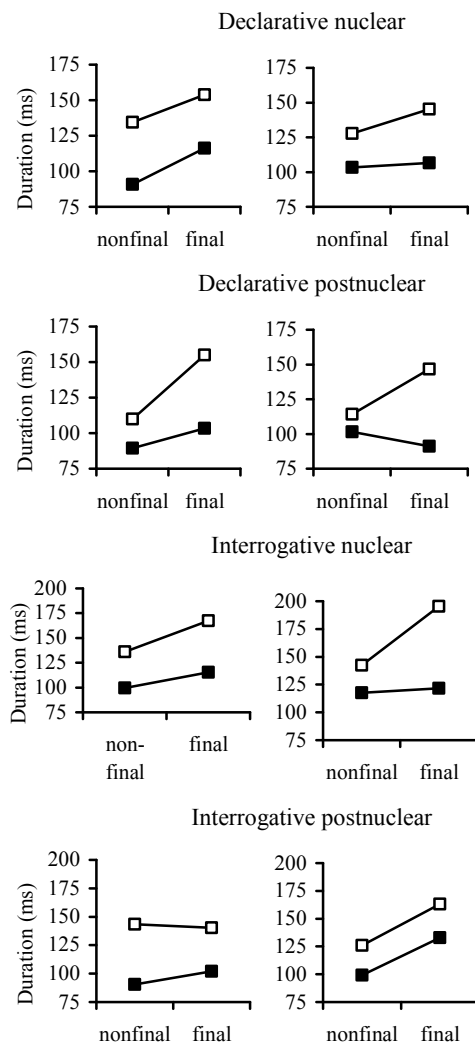 Declarative nuclear
Duration (ms)
175
150
125
100
75
nonfinal final
175
150
125
100
75
nonfinal final
Declarative postnuclear
Duration (ms)
175
150
125
100
75
nonfinal final
175
150
125
100
75
nonfinal final
Interrogative nuclear
Duration (ms)
200
175
150
125
100
75
non-
final
final
200
175
150
125
100
75
nonfinal final
Interrogative postnuclear
Duration (ms)
200
175
150
125
100
75
nonfinal final
200
175
150
125
100
75
nonfinal final